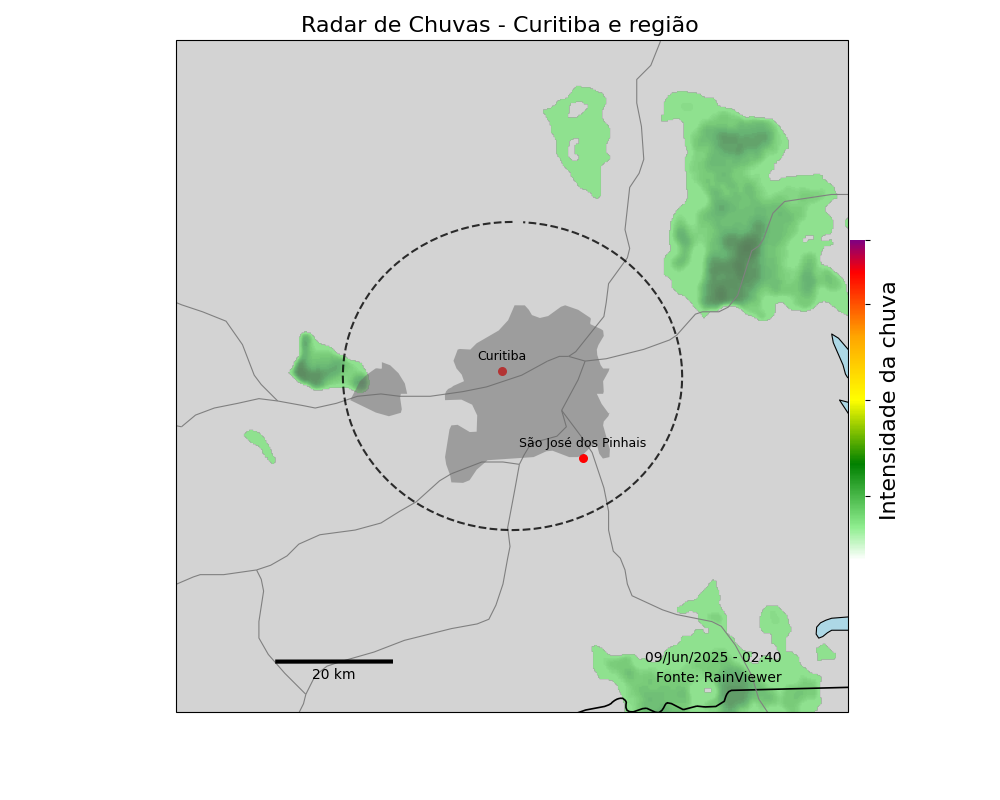 Radar de Chuvas - Curitiba e região
Curitiba
São José dos Pinhais
Intensidade da chuva
09/Jun/2025 - 02:40
Fonte: RainViewer
20 km